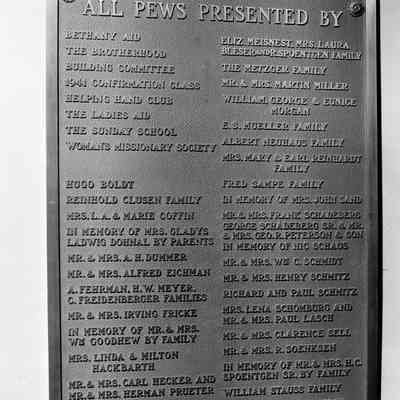 ALL PEWS PRESENTED BY
BETHANY AID
THE BROTHERHOOD
BUILDING COMMITTEE
1944 CONFIRMATION CLASS
HELPING HAND CLUB
THE LADIES AID
THE SUNDAY SCHOOL
WOMANS MISSIONARY SOCIETY
HUGO BOLDT
REINHOLD CLUSEN FAMILY
MRS. L.A. & MARIE COFFIN
IN MEMORY OF MRS. GLADYS
LADWIG DOHNAL BY PARENTS
MR. & MRS. A.H. DUMMER
MR. & MRS. ALFRED EICHMAN
A. FEHRMAN, H.W. MEYER,
C. FREIDENBERGER FAMILIES
MR. & MRS. IRVING FRICKE
IN MEMORY OF MR. & MRS.
WM GOODHEW BY FAMILY
MRS. LINDA & MILTON
HACKBARTH
MR. & MRS. CARL HECKER AND
MR. & MRS. HERMAN PRUETER
ELIZ. MEISNEST, MRS. LAURA
BLESER AND R. SPOENTGEN FAMILY
THE METZGER FAMILY
MR. & MRS. MARTIN MILLER
WILLIAM, GEORGE & EUNICE
MORGAN
E.S. MUELLER FAMILY
ALBERT NEUHAUS FAMILY
MRS. MARY & EARL REINHARDT
FAMILY
FRED SAMPE FAMILY
IN MEMORY OF MRS. JOHN SAND
MR. & MRS. FRANK SCHADEBERG
GEORGE SCHADEBERG SR. & MR.
& MRS. GEO. R. PETERSON & SON
IN MEMORY OF NIC SCHAOS
MR. & MRS. WM C. SCHMIDT
MR. & MRS. HENRY SCHMITZ
RICHARD AND PAUL SCHMITZ
MRS. LENA SCHOMBURG AND
MR. & MRS. PAUL LASCH
MR. & MRS. CLARENCE SELL
MR. & MRS. R. SOENKSEN
IN MEMORY OF MR. & MRS. H.C.
SPOENTGEN SR. BY FAMILY
WILLIAM STAUSS FAMILY